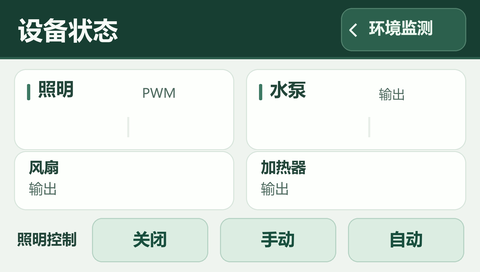 设备状态
环境监测
照明 PWM
水泵 输出
风扇
输出
加热器
输出
照明控制 关闭 手动 自动